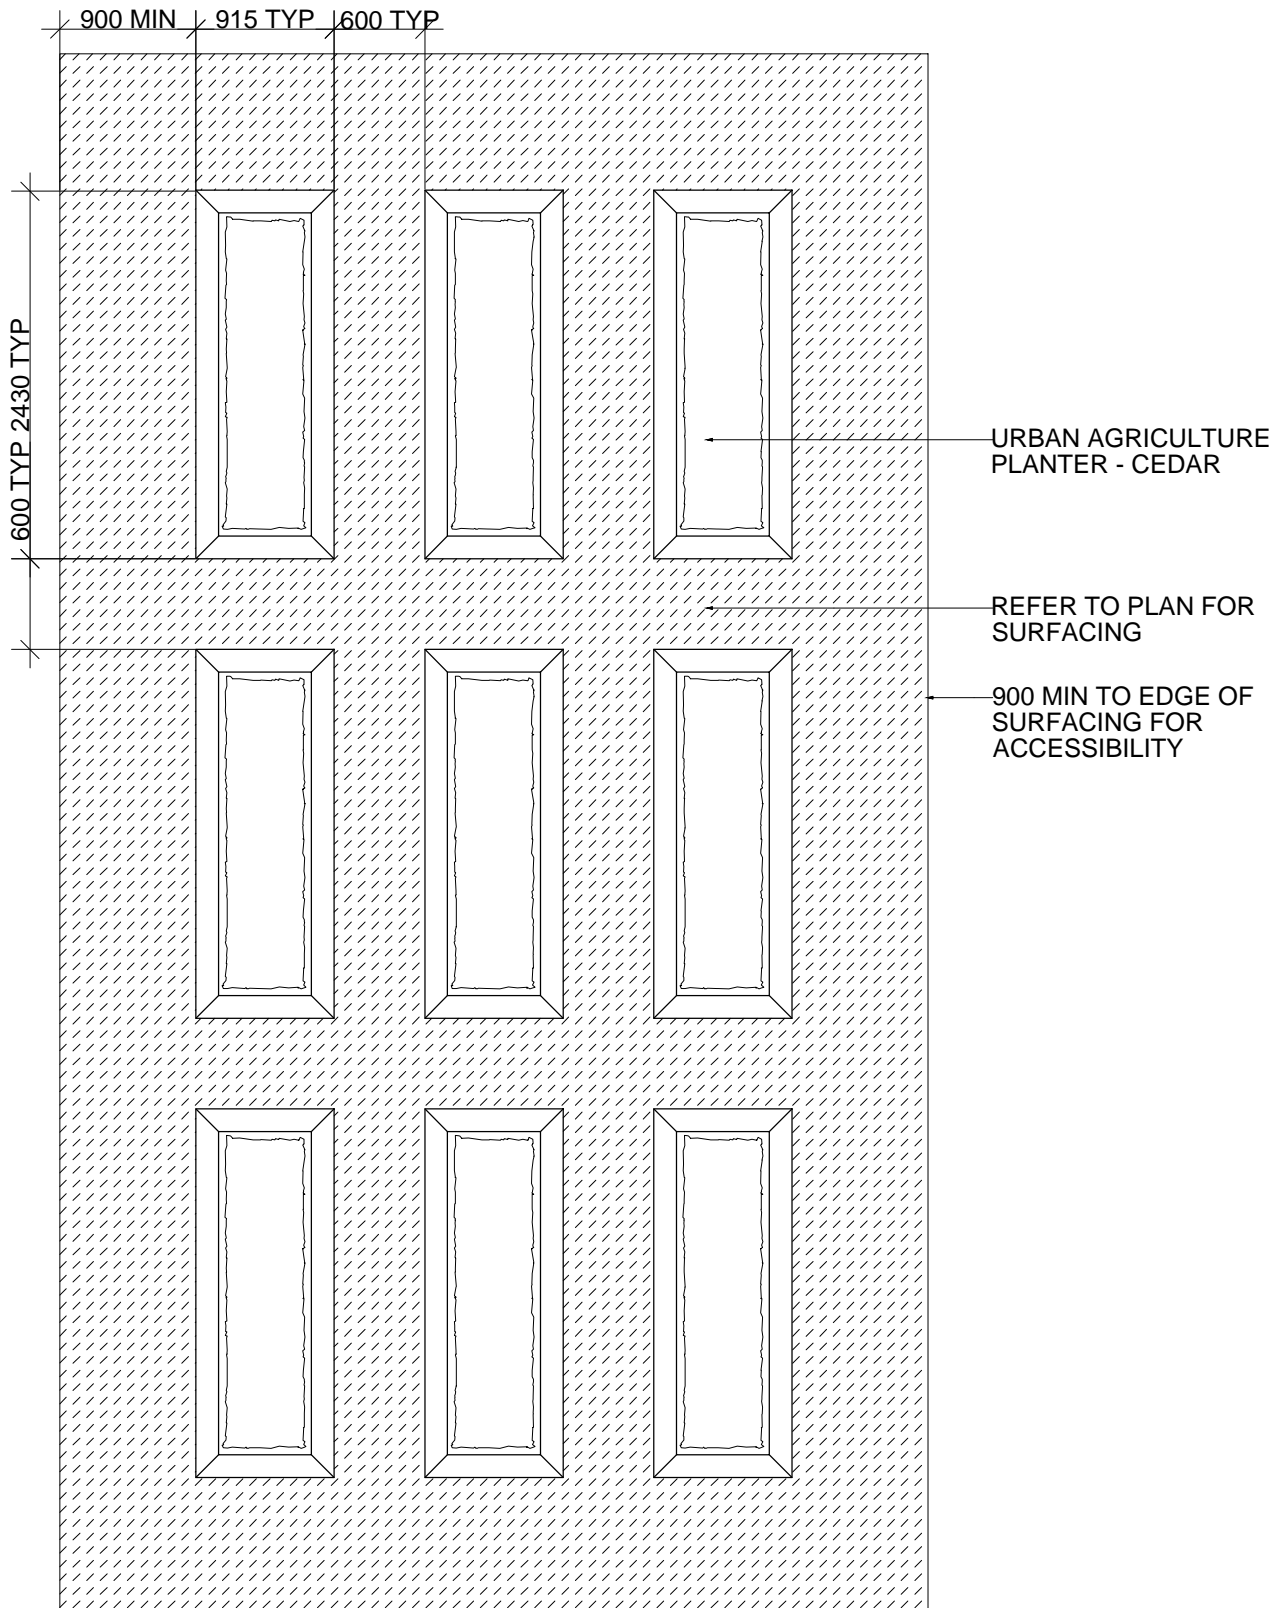 900 MIN
915 TYP
600 TYP
2430 TYP
600 TYP
URBAN AGRICULTURE
PLANTER - CEDAR
REFER TO PLAN FOR
SURFACING
900 MIN TO EDGE OF
SURFACING FOR
ACCESSIBILITY